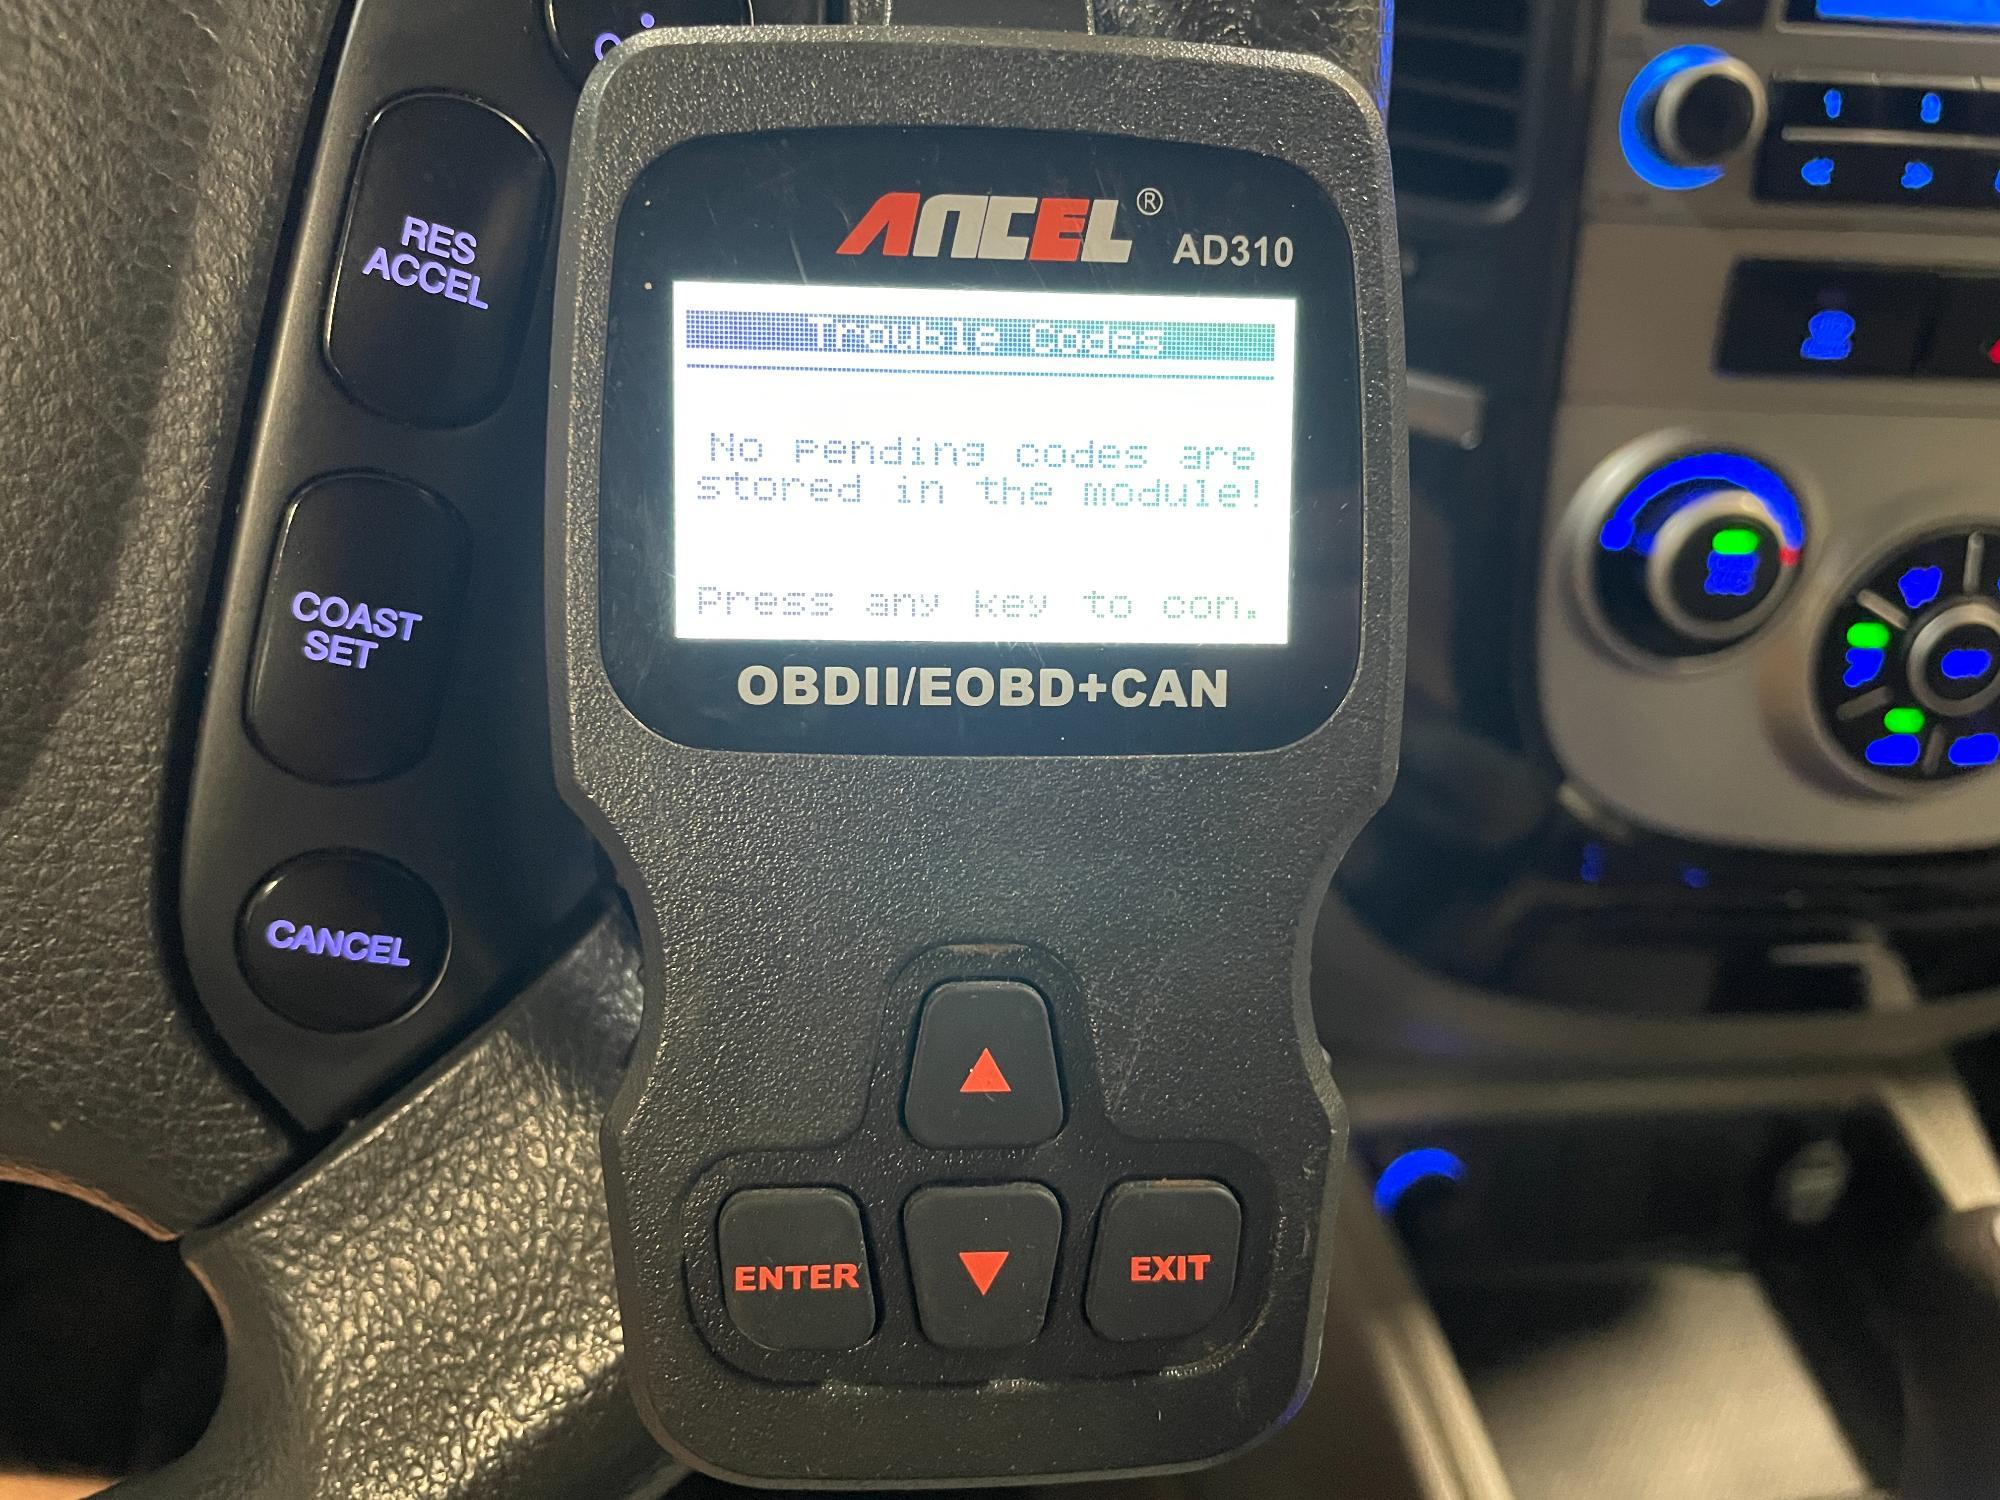 RES
ACCEL
COAST
SET
CANCEL
ANCEL®
AD310
Trouble Codes
No pending codes are
stored in the module!
Press any key to con.
OBDII/EOBD+CAN
ENTER
EXIT